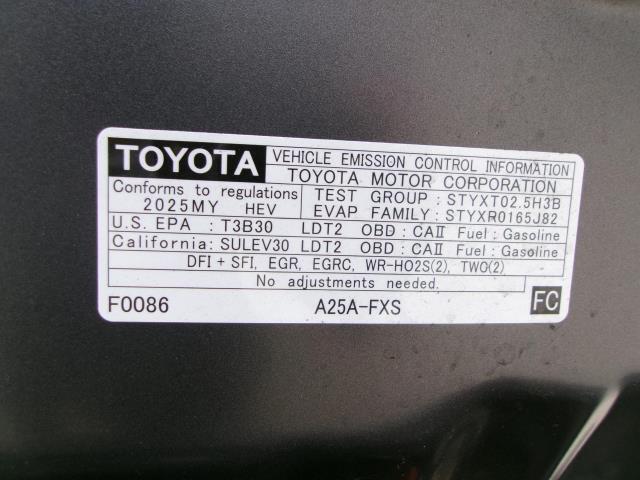 TOYOTA VEHICLE EMISSION CONTROL INFORMATION
TOYOTA MOTOR CORPORATION
Conforms to regulations
2025MY HEV
TEST GROUP : STYXT02.5H3B
EVAP FAMILY : STYXR0165J82
U.S. EPA : T3B30 LDT2 OBD : CAII Fuel : Gasoline
California: SULEV30 LDT2 OBD : CAII Fuel : Gasoline
DFI + SFI, EGR, EGRC, WR-HO2S(2), TWO(2)
No adjustments needed.
F0086 A25A-FXS FC